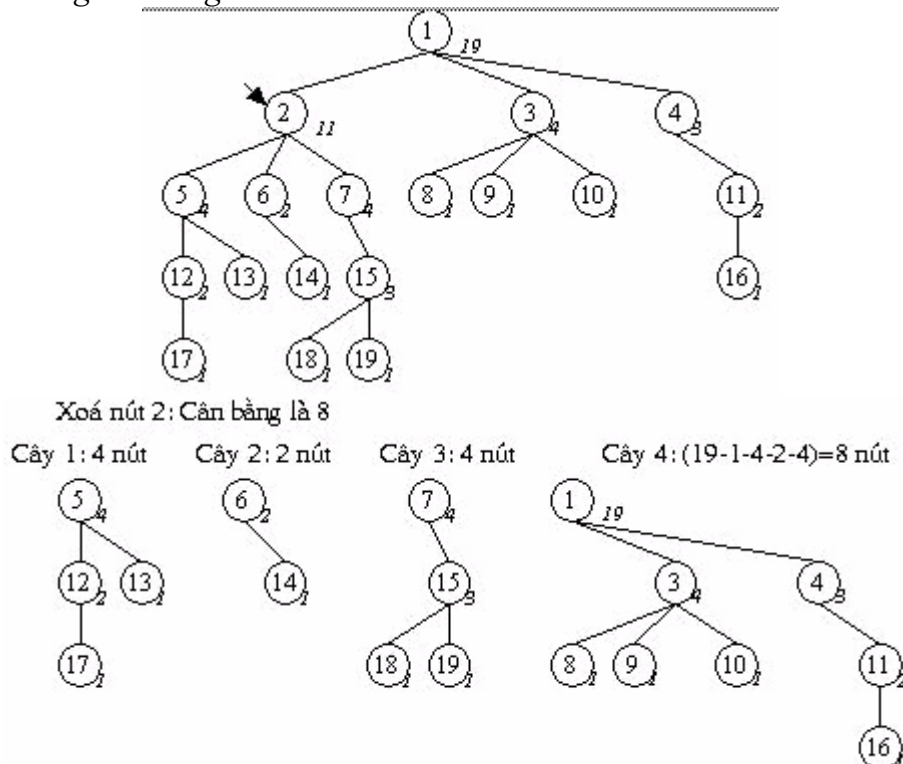 1
19
2 3 4
11 4 3
5 6 7 8 9 10 11
4 2 4 1 1 1 2
12 13 14 15 16
2 1 1 3 1
17 18 19
1 1 1
Xoá nút 2: Cân bằng là 8
Cây 1: 4 nút Cây 2: 2 nút Cây 3: 4 nút Cây 4: (19-1-4-2-4)=8 nút
5 6 7 1
4 2 4 19
12 13 14 15 3 4
2 1 1 3 4 3
17 18 19 8 9 10 11
1 1 1 1 1 1 2
16